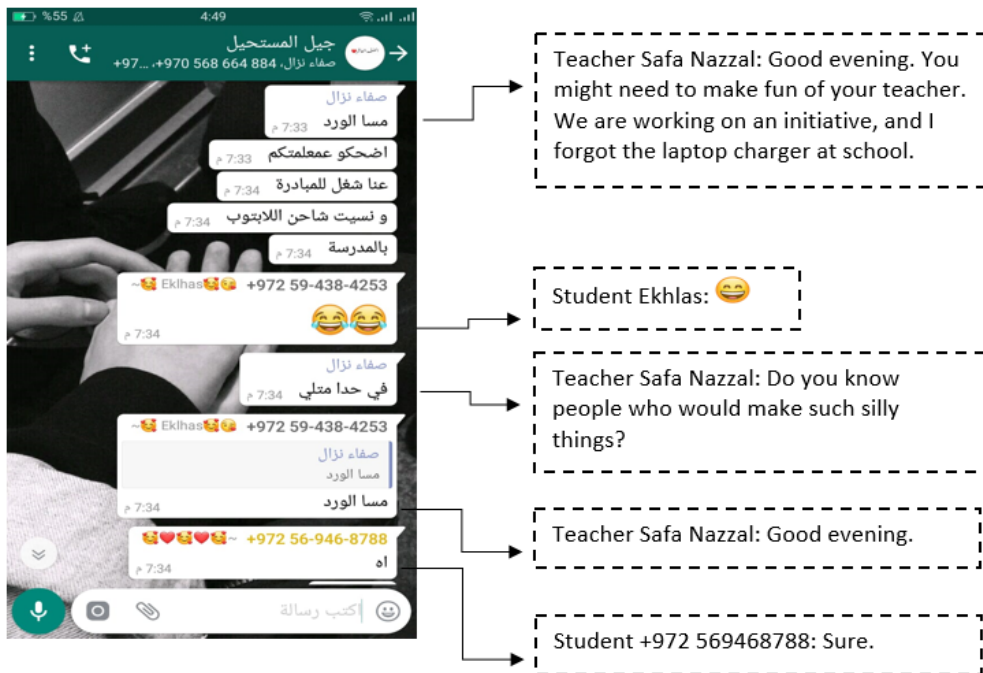 %55
4:49
جيل المستحيل
صفاء نزال، ‎+970 568 664 884، ‎+97...
صفاء نزال
مسا الورد 7:33 م
اضحكو عمعلمتكم 7:33 م
عنا شغل للمبادرة 7:34 م
و نسيت شاحن اللابتوب 7:34 م
بالمدرسة 7:34 م
+972 59-438-4253 ~🥰Eklhas🥰😘
😂😂
7:34 م
صفاء نزال
في حدا متلي 7:34 م
+972 59-438-4253 ~🥰Eklhas🥰😘
صفاء نزال
مسا الورد
مسا الورد
7:34 م
+972 56-946-8788 ~🥰❤️🥰❤️🥰
اه
7:34 م
اكتب رسالة
Teacher Safa Nazzal: Good evening. You
might need to make fun of your teacher.
We are working on an initiative, and I
forgot the laptop charger at school.
Student Ekhlas: 😄
Teacher Safa Nazzal: Do you know
people who would make such silly
things?
Teacher Safa Nazzal: Good evening.
Student +972 569468788: Sure.